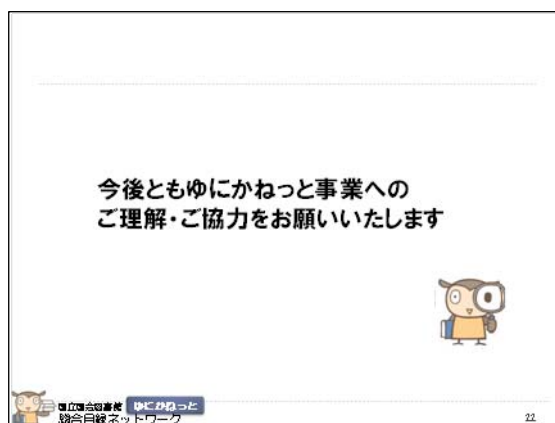 今後ともゆにかねっと事業への
ご理解・ご協力をお願いいたします
国立国会図書館 ゆにかねっと
総合目録ネットワーク
22